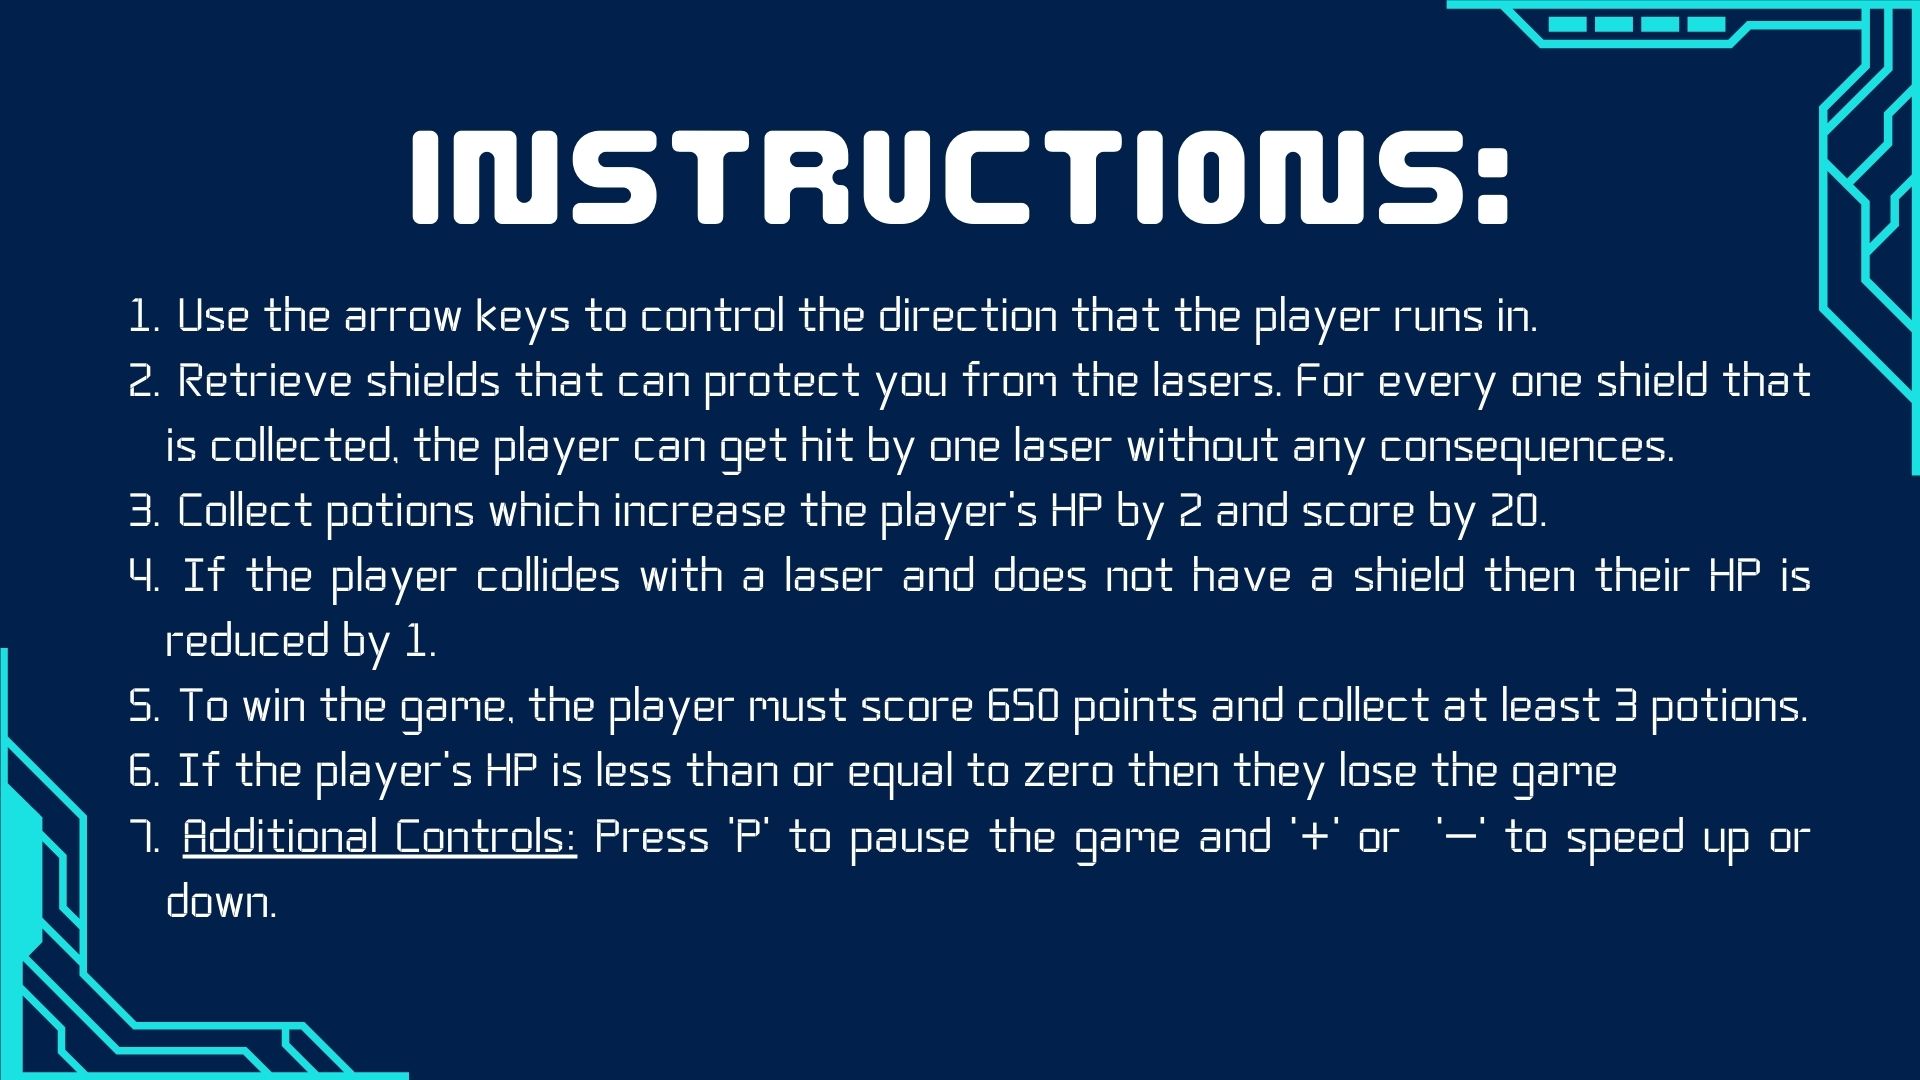 INSTRUCTIONS:
1. Use the arrow keys to control the direction that the player runs in.
2. Retrieve shields that can protect you from the lasers. For every one shield that
is collected, the player can get hit by one laser without any consequences.
3. Collect potions which increase the player's HP by 2 and score by 20.
4. If the player collides with a laser and does not have a shield then their HP is
reduced by 1.
5. To win the game, the player must score 650 points and collect at least 3 potions.
6. If the player's HP is less than or equal to zero then they lose the game
7. Additional Controls: Press 'P' to pause the game and '+' or '–' to speed up or
down.